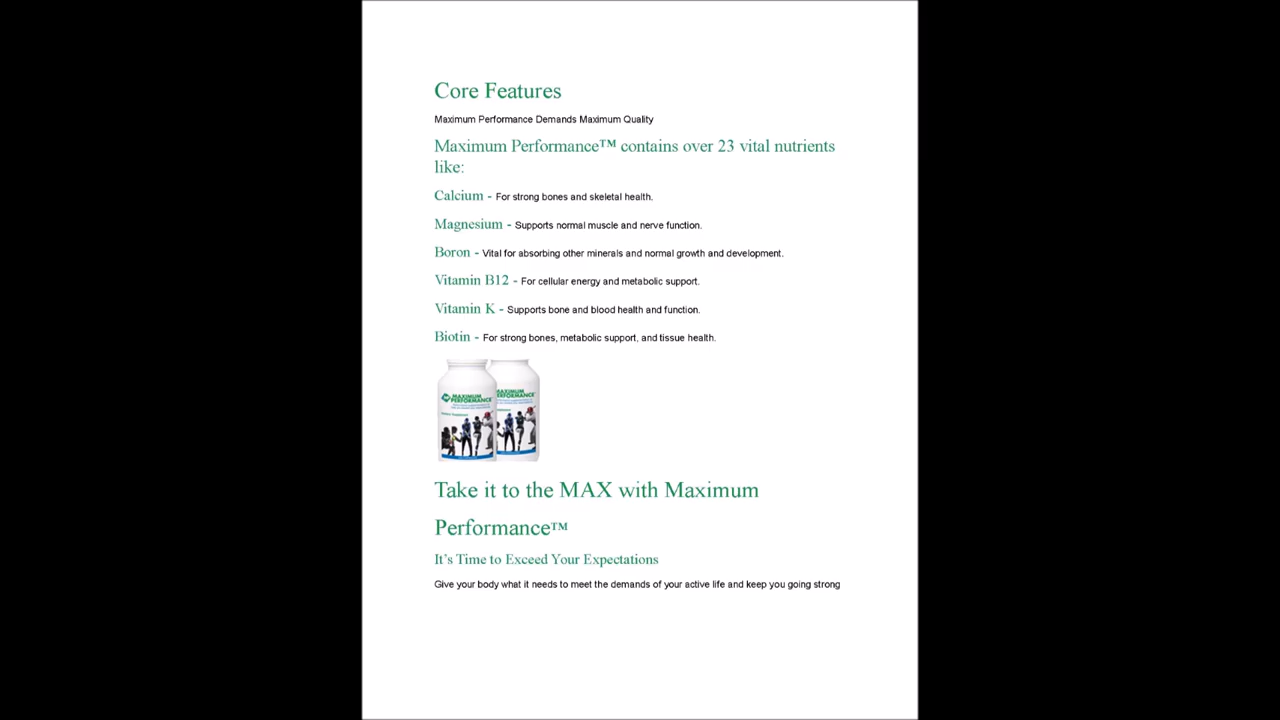 Core Features
Maximum Performance Demands Maximum Quality
Maximum Performance™ contains over 23 vital nutrients
like:
Calcium - For strong bones and skeletal health.
Magnesium - Supports normal muscle and nerve function.
Boron - Vital for absorbing other minerals and normal growth and development.
Vitamin B12 - For cellular energy and metabolic support.
Vitamin K - Supports bone and blood health and function.
Biotin - For strong bones, metabolic support, and tissue health.
MAXIMUM
PERFORMANCE
MAXIMUM
PERFORMANCE
Take it to the MAX with Maximum
Performance™
It’s Time to Exceed Your Expectations
Give your body what it needs to meet the demands of your active life and keep you going strong